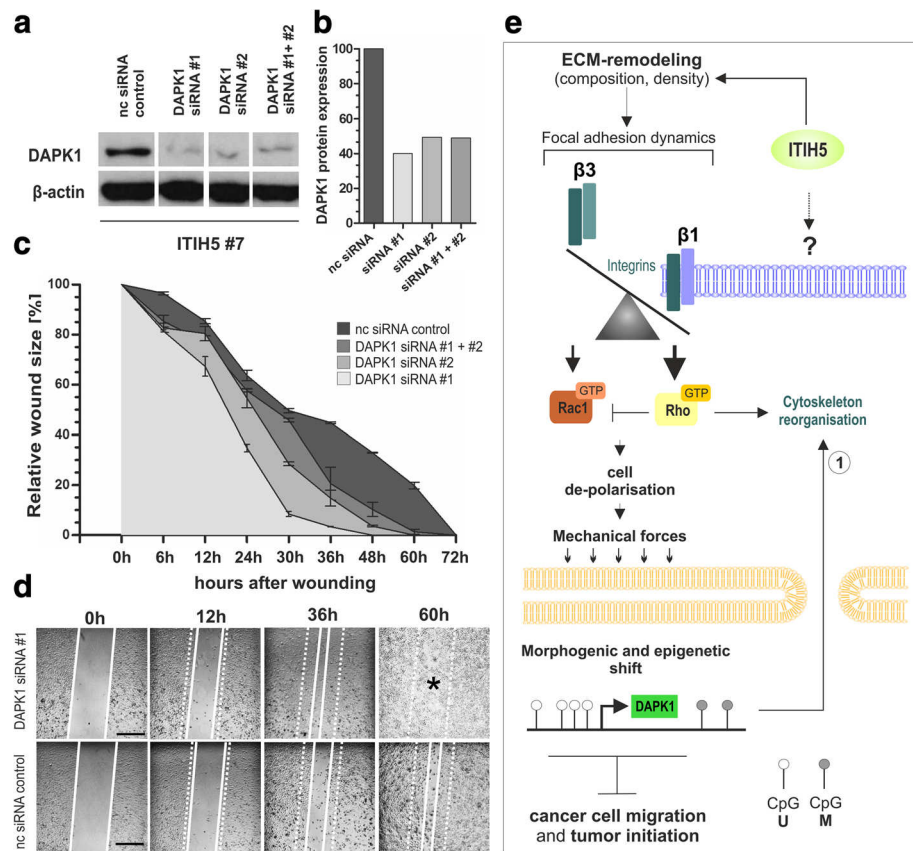 a
nc siRNA
control
DAPK1
siRNA #1
DAPK1
siRNA #2
DAPK1
siRNA #1+ #2
DAPK1
β-actin
ITIH5 #7
b
DAPK1 protein expression
100
80
60
40
20
0
nc siRNA
siRNA #1
siRNA #2
siRNA #1 + #2
c
Relative wound size [%]
100
80
60
40
20
0
nc siRNA control
DAPK1 siRNA #1 + #2
DAPK1 siRNA #2
DAPK1 siRNA #1
0h 6h 12h 24h 30h 36h 48h 60h 72h
hours after wounding
d
0h 12h 36h 60h
DAPK1 siRNA #1
*
nc siRNA control
e
ECM-remodeling
(composition, density)
Focal adhesion dynamics
ITIH5
β3
?
β1
Integrins
GTP
Rac1
GTP
Rho
Cytoskeleton
reorganisation
1
cell
de-polarisation
Mechanical forces
Morphogenic and epigenetic
shift
DAPK1
cancer cell migration
and tumor initiation
CpG
U
CpG
M